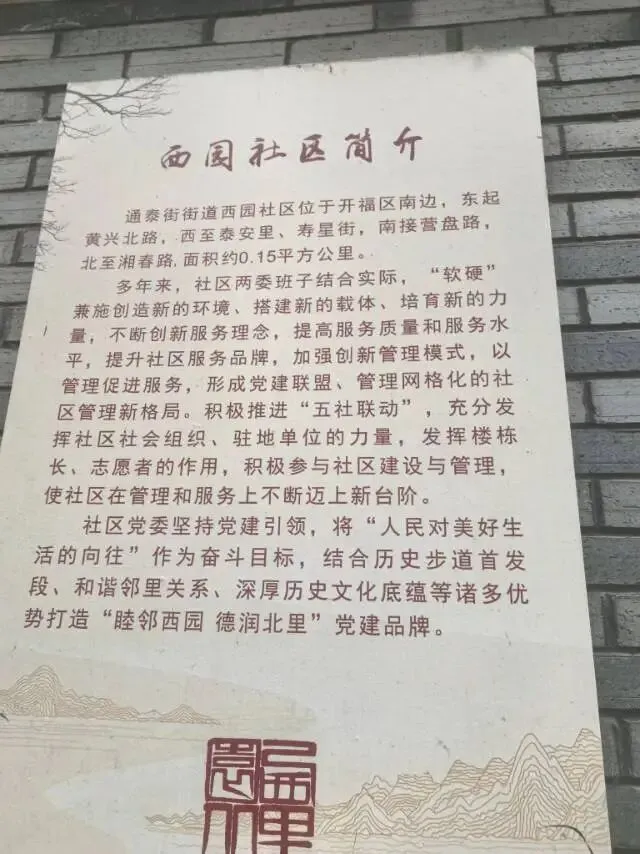 西园社区简介
通泰街街道西园社区位于开福区南边，东起
黄兴北路，西至泰安里、寿星街，南接营盘路，
北至湘春路,面积约0.15平方公里。
多年来，社区两委班子结合实际，“软硬”
兼施创造新的环境、搭建新的载体、培育新的力
量，不断创新服务理念，提高服务质量和服务水
平，提升社区服务品牌，加强创新管理模式，以
管理促进服务，形成党建联盟、管理网格化的社
区管理新格局。积极推进“五社联动”，充分发
挥社区社会组织、驻地单位的力量，发挥楼栋
长、志愿者的作用，积极参与社区建设与管理，
使社区在管理和服务上不断迈上新台阶。
社区党委坚持党建引领，将“人民对美好生
活的向往”作为奋斗目标，结合历史步道首发
段、和谐邻里关系、深厚历史文化底蕴等诸多优
势打造“睦邻西园 德润北里”党建品牌。